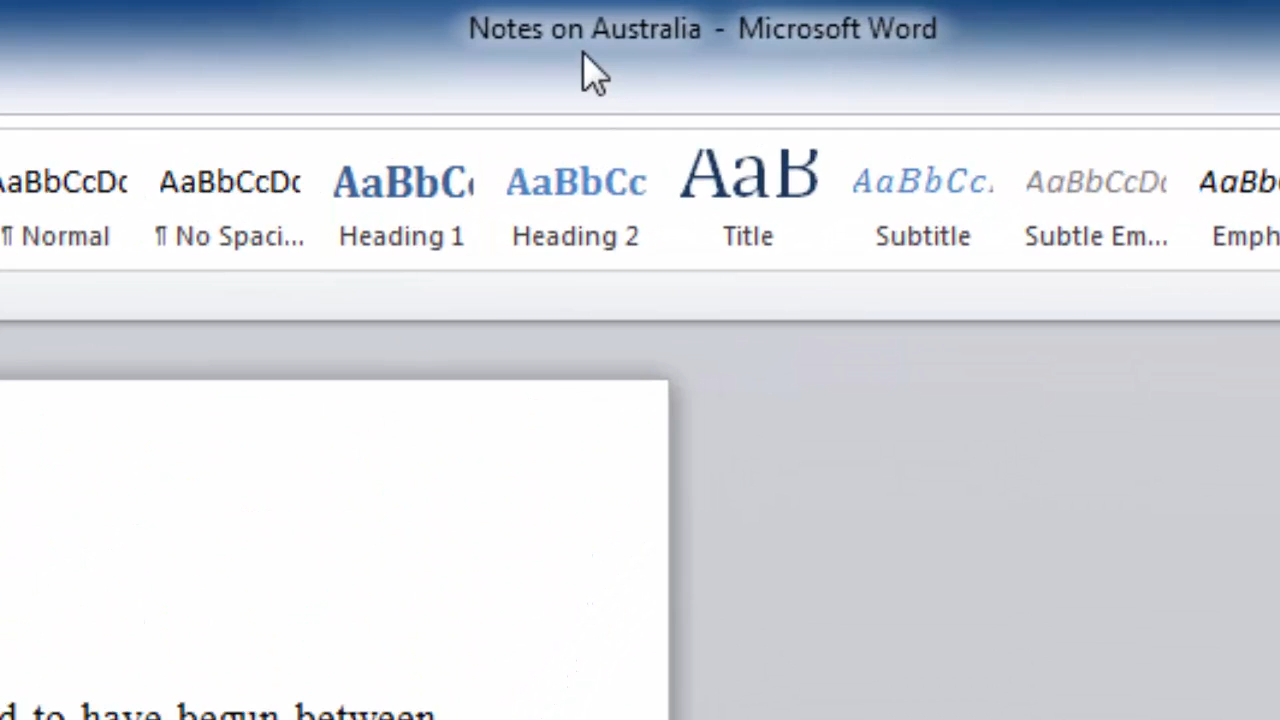 Notes on Australia - Microsoft Word
AaBbCcDc AaBbCcDc AaBbC AaBbCc AaB AaBbCc. AaBbCcDc AaBb
¶ Normal ¶ No Spaci... Heading 1 Heading 2 Title Subtitle Subtle Em... Emph
d to have begun between